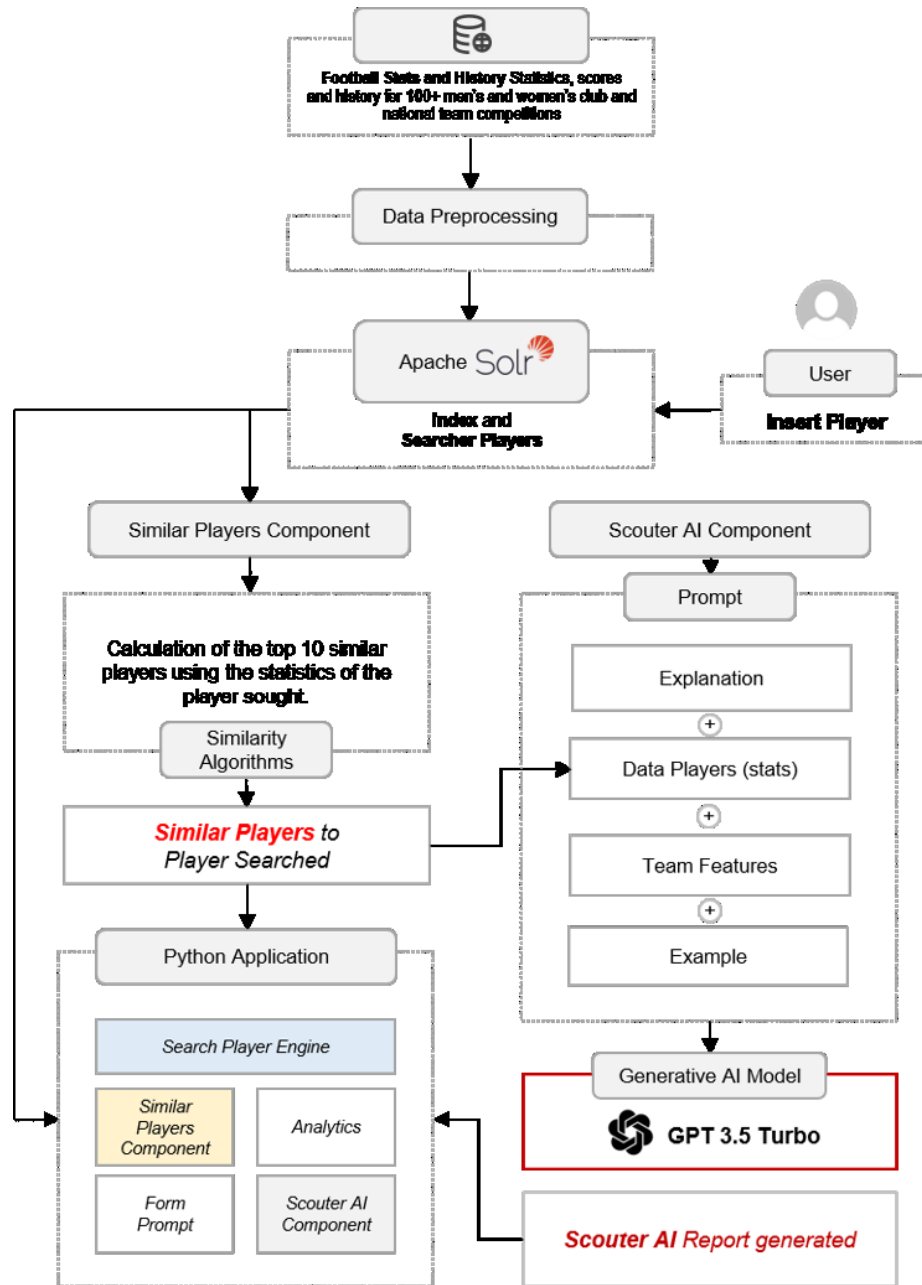 Football Stats and History Statistics, scores
and history for 100+ men's and women's club and
national team competitions
Data Preprocessing
Apache Solr
Index and
Searcher Players
User
Insert Player
Similar Players Component
Calculation of the top 10 similar
players using the statistics of the
player sought.
Similarity
Algorithms
Similar Players to
Player Searched
Scouter AI Component
Prompt
Explanation
+
Data Players (stats)
+
Team Features
+
Example
Python Application
Search Player Engine
Similar
Players
Component
Analytics
Form
Prompt
Scouter AI
Component
Generative AI Model
GPT 3.5 Turbo
Scouter AI Report generated